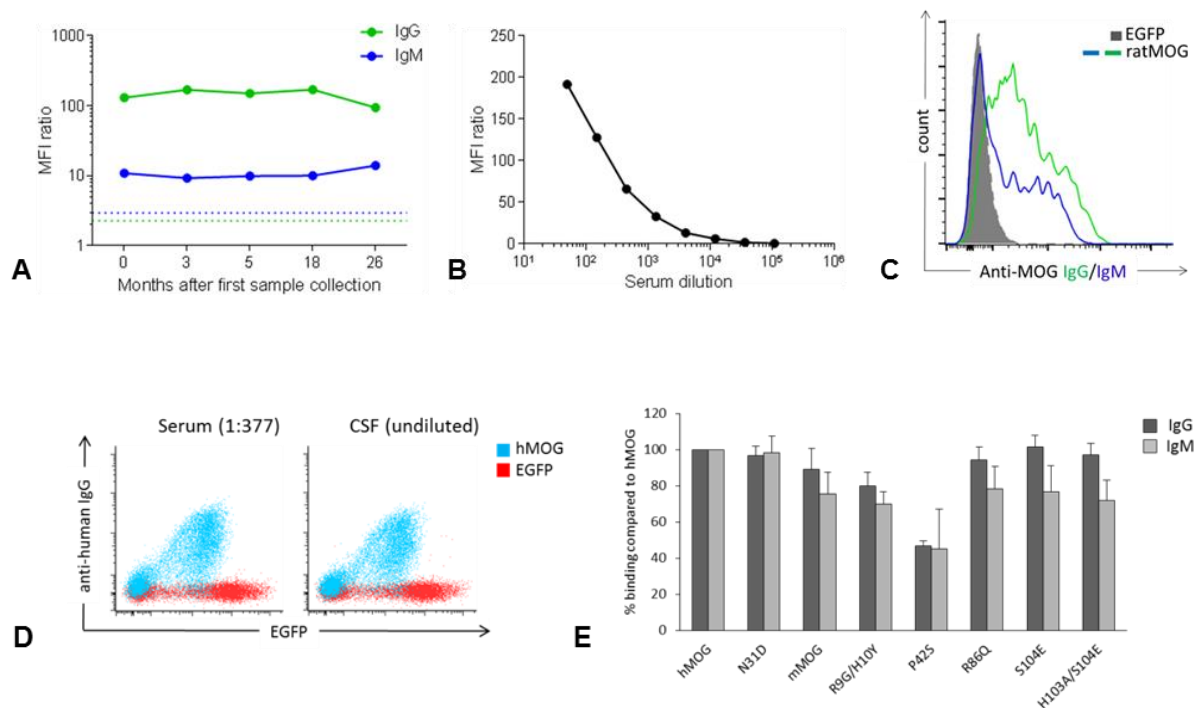 IgG
IgM
1000
100
10
1
MFI ratio
0 3 5 18 26
Months after first sample collection
A
250
200
150
100
50
0
MFI ratio
10¹ 10² 10³ 10⁴ 10⁵ 10⁶
Serum dilution
B
EGFP
ratMOG
count
Anti-MOG IgG/IgM
C
Serum (1:377) CSF (undiluted)
hMOG
EGFP
anti-human IgG
EGFP
D
120
100
80
60
40
20
0
% binding compared to hMOG
IgG
IgM
hMOG N31D mMOG R9G/H10Y P42S R86Q S104E H103A/S104E
E